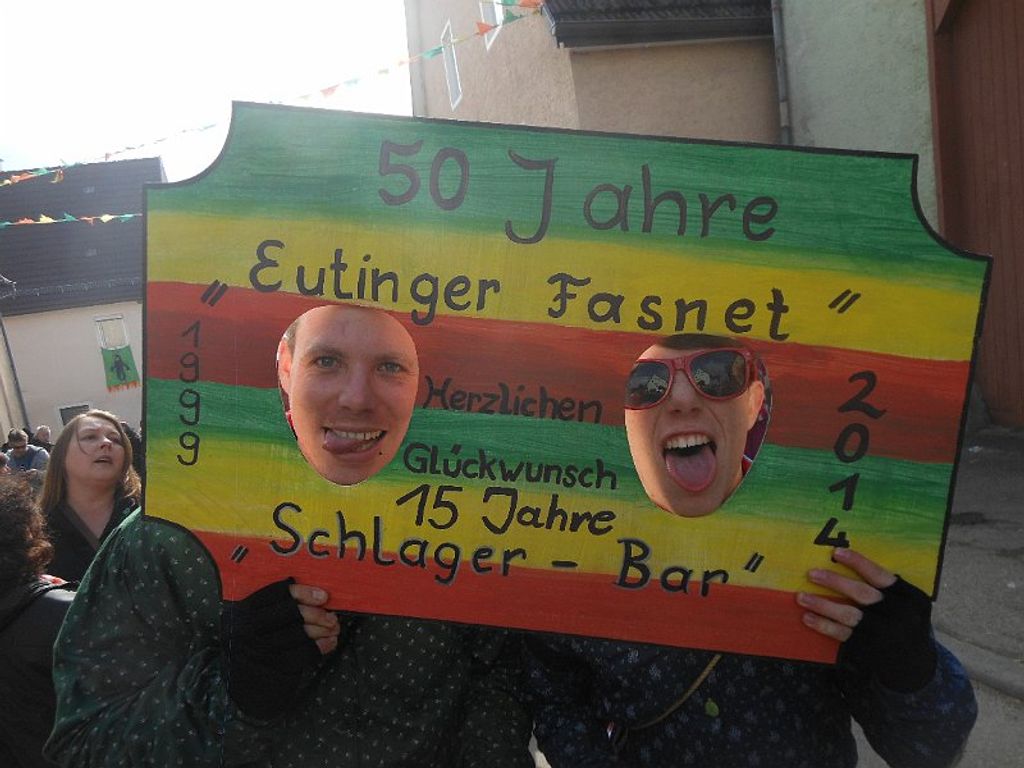 50 Jahre
"Eutinger Fasnet"
1999
Herzlichen
Glückwunsch
15 Jahre
"Schlager-Bar"
2014